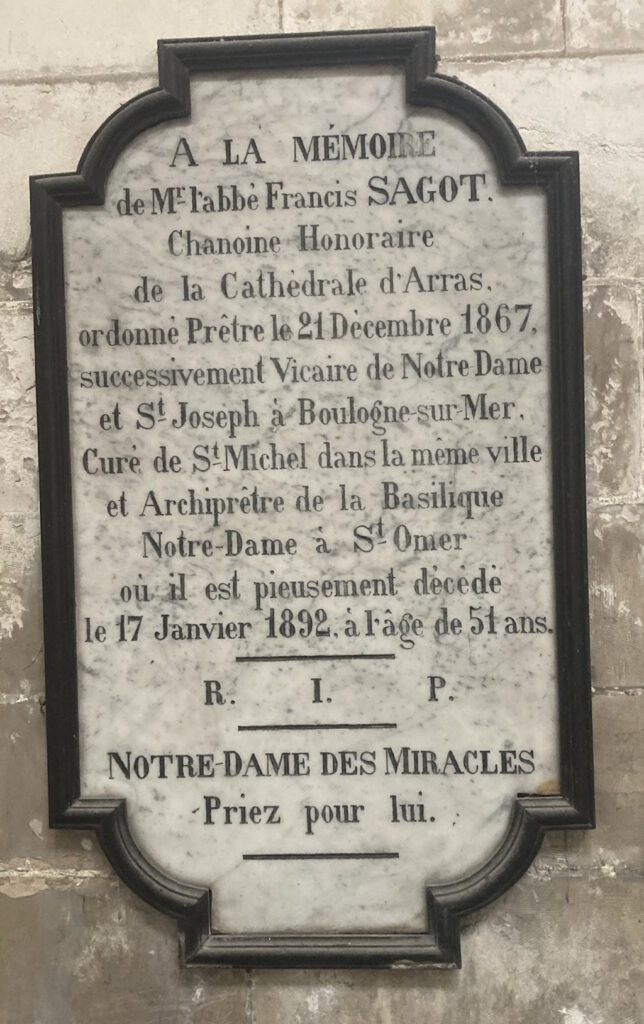 A LA MÉMOIRE
de Mr l'abbé Francis SAGOT.
Chanoine Honoraire
de la Cathédrale d'Arras,
ordonné Prêtre le 21 Décembre 1867,
successivement Vicaire de Notre-Dame
et St Joseph à Boulogne-sur-Mer,
Curé de St-Michel dans la même ville
et Archiprêtre de la Basilique
Notre-Dame à St Omer
où il est pieusement décédé
le 17 Janvier 1892, à l'âge de 51 ans.
R. I. P.
NOTRE-DAME DES MIRACLES
Priez pour lui.